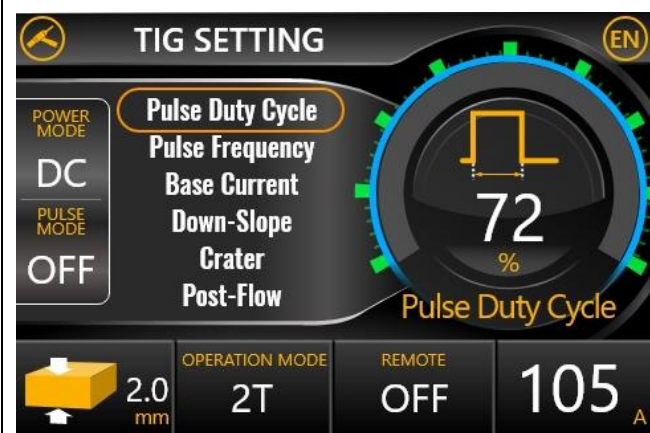 TIG SETTING
EN
POWER
MODE
DC
PULSE
MODE
OFF
Pulse Duty Cycle
Pulse Frequency
Base Current
Down-Slope
Crater
Post-Flow
72
%
Pulse Duty Cycle
2.0
mm
OPERATION MODE
2T
REMOTE
OFF
105
A